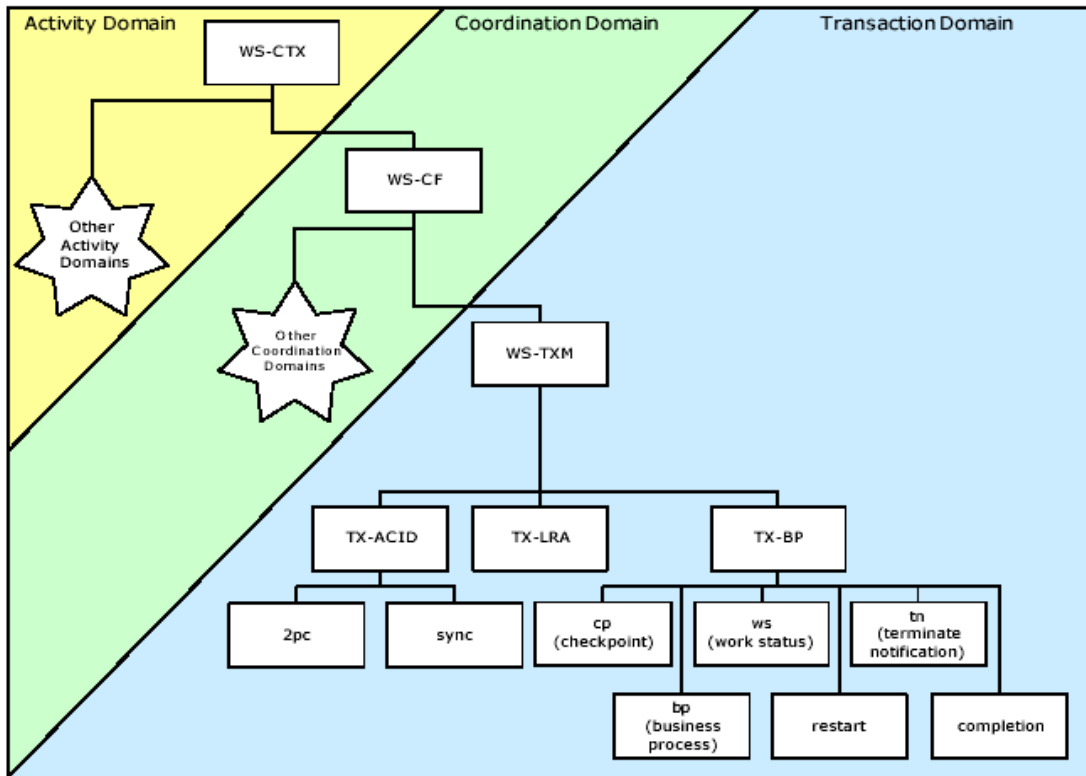 Activity Domain
Coordination Domain
Transaction Domain
WS-CTX
WS-CF
Other
Activity
Domains
Other
Coordination
Domains
WS-TXM
TX-ACID
TX-LRA
TX-BP
2pc
sync
cp
(checkpoint)
ws
(work status)
tn
(terminate
notification)
bp
(business
process)
restart
completion